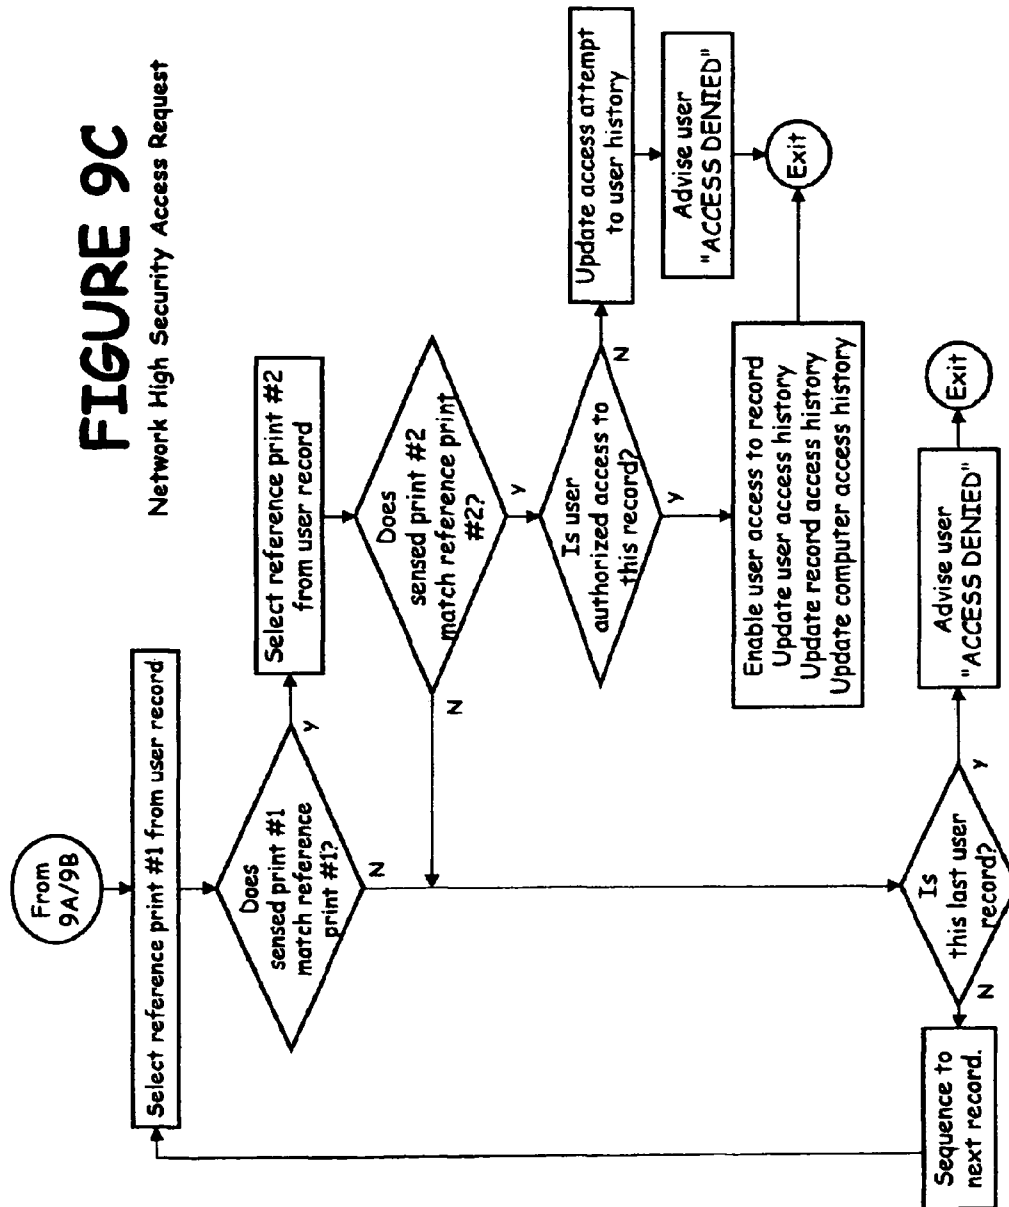 FIGURE 9C
Network High Security Access Request
From
9A/9B
Select reference print #1 from user record
Does
sensed print #1
match reference
print #1?
Y
N
Select reference print #2
from user record
Does
sensed print #2
match reference print
#2?
Y
N
Is user
authorized access to
this record?
N
Y
Update access attempt
to user history
Advise user
"ACCESS DENIED"
Exit
Enable user access to record
Update user access history
Update record access history
Update computer access history
Is
this last user
record?
N
Y
Sequence to
next record.
Advise user
"ACCESS DENIED"
Exit